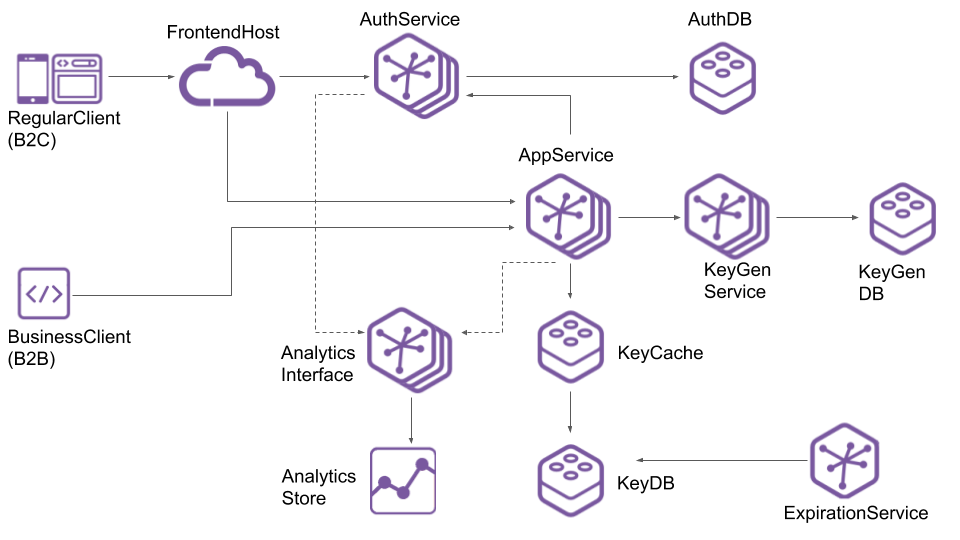 AuthService
AuthDB
FrontendHost
RegularClient
(B2C)
AppService
KeyGen
Service
KeyGen
DB
</>
BusinessClient
(B2B)
Analytics
Interface
KeyCache
Analytics
Store
KeyDB
ExpirationService